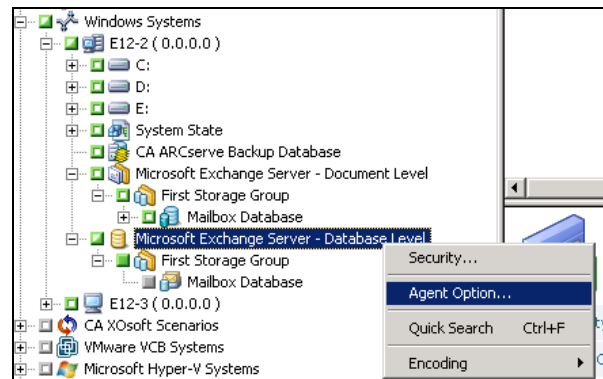 Windows Systems
E12-2 ( 0.0.0.0 )
C:
D:
E:
System State
CA ARCserve Backup Database
Microsoft Exchange Server - Document Level
First Storage Group
Mailbox Database
Microsoft Exchange Server - Database Level
First Storage Group
Mailbox Database
E12-3 ( 0.0.0.0 )
CA XOsoft Scenarios
VMware VCB Systems
Microsoft Hyper-V Systems
Security...
Agent Option...
Quick Search Ctrl+F
Encoding